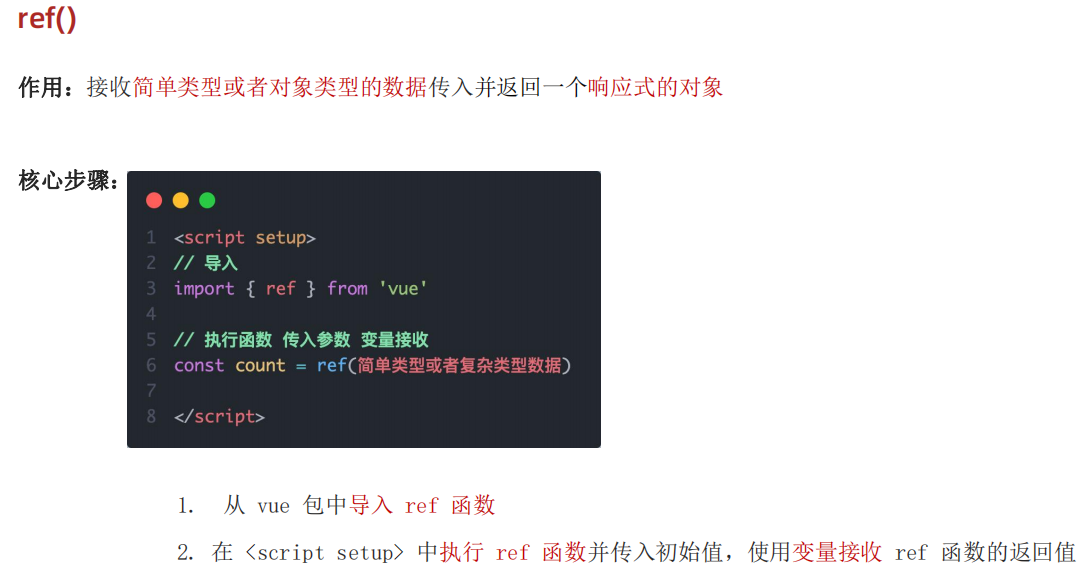 ref()
作用：接收简单类型或者对象类型的数据传入并返回一个响应式的对象
核心步骤：
1 <script setup>
2 // 导入
3 import { ref } from 'vue'
4
5 // 执行函数 传入参数 变量接收
6 const count = ref(简单类型或者复杂类型数据)
7
8 </script>
1. 从 vue 包中导入 ref 函数
2. 在 <script setup> 中执行 ref 函数并传入初始值，使用变量接收 ref 函数的返回值